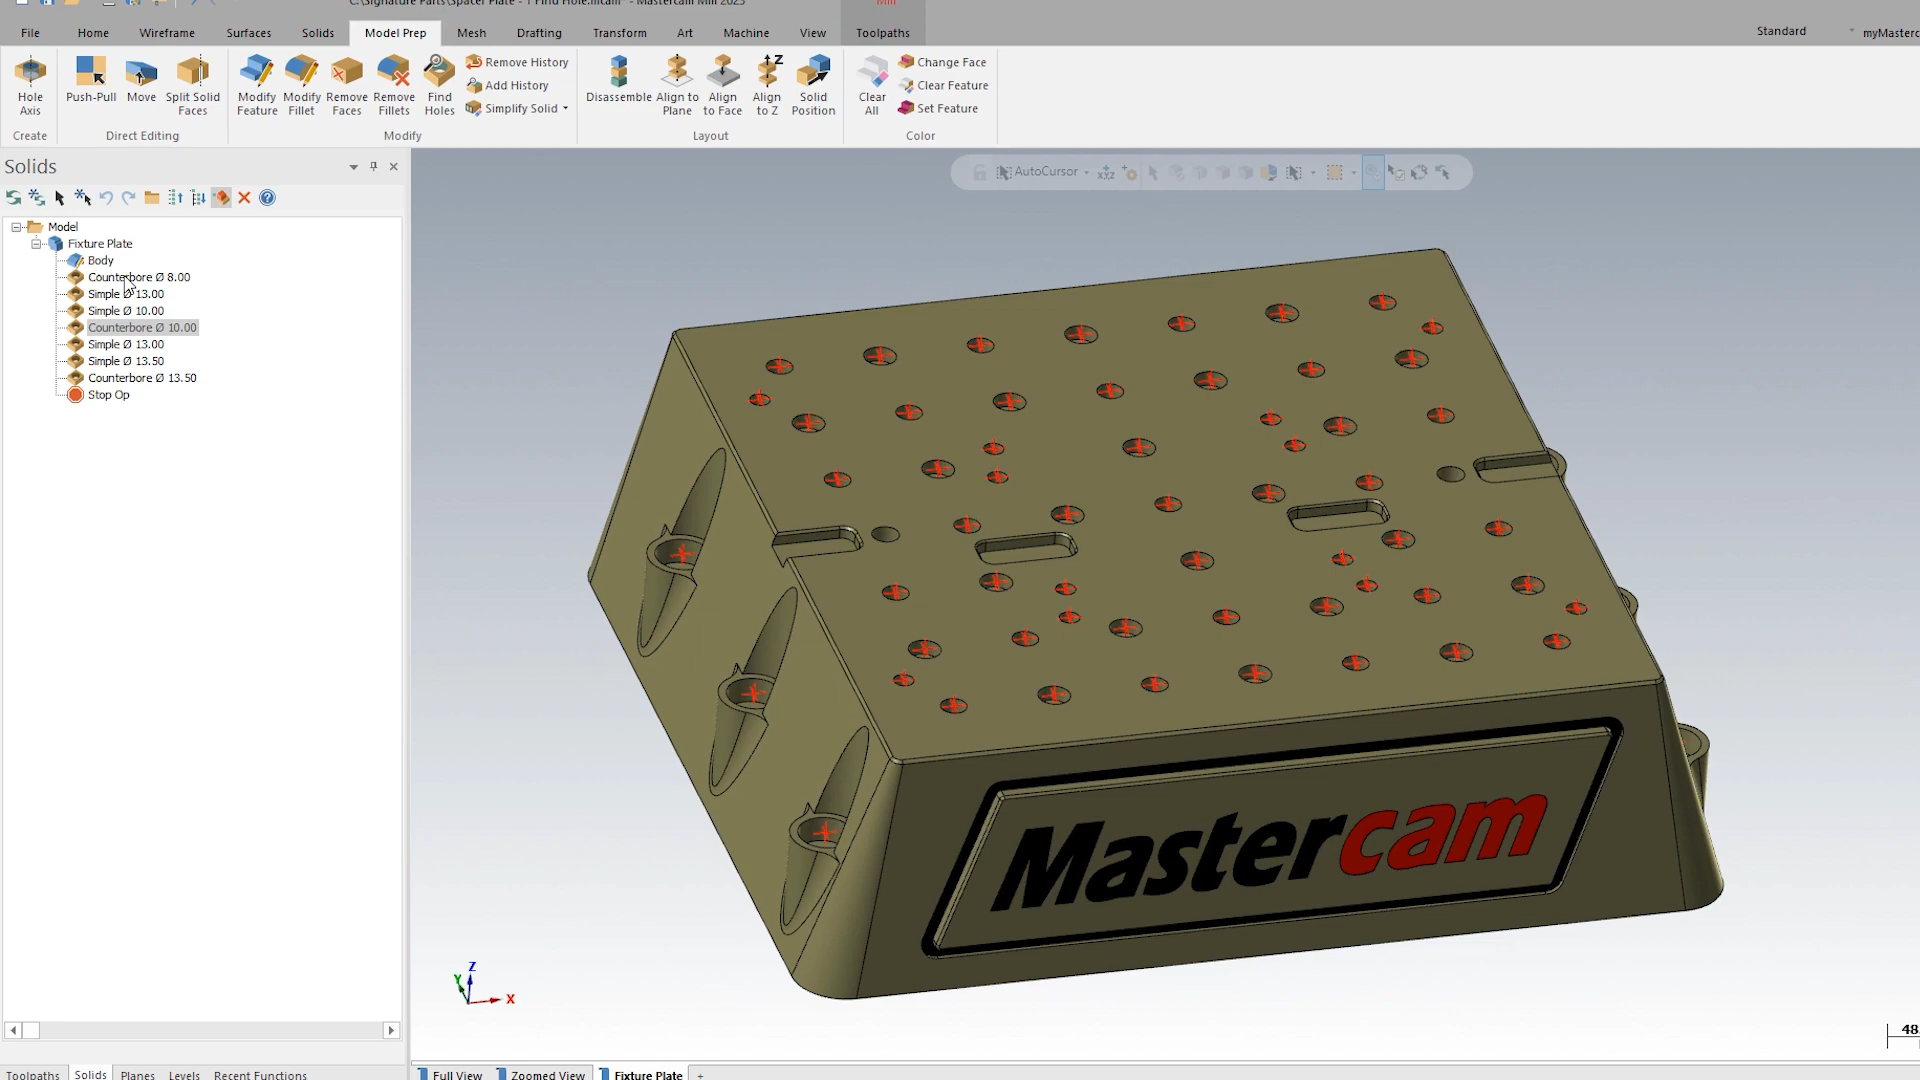 C:\Signature Parts\Spacer Plate - 1 Find Hole.mcam* - Mastercam Mill 2025
Mill
File Home Wireframe Surfaces Solids Model Prep Mesh Drafting Transform Art Machine View Toolpaths Standard myMasterc
Hole Axis
Push-Pull
Move
Split Solid Faces
Modify Feature
Modify Fillet
Remove Faces
Remove Fillets
Find Holes
Remove History
Add History
Simplify Solid
Disassemble
Align to Plane
Align to Face
Align to Z
Solid Position
Clear All
Change Face
Clear Feature
Set Feature
Create Direct Editing Modify Layout Color
Solids
AutoCursor
Model
Fixture Plate
Body
Counterbore Ø 8.00
Simple Ø 13.00
Simple Ø 10.00
Counterbore Ø 10.00
Simple Ø 13.00
Simple Ø 13.50
Counterbore Ø 13.50
Stop Op
Mastercam
Z
Y
X
48.
Toolpaths Solids Planes Levels Recent Functions
Full View Zoomed View Fixture Plate +